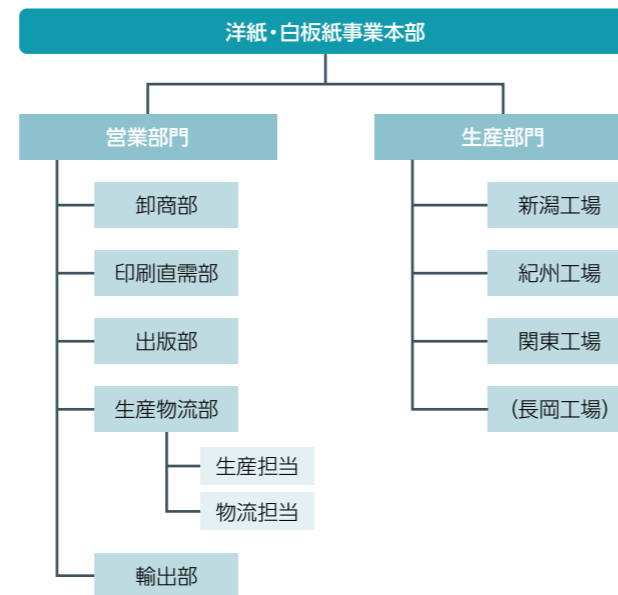 洋紙・白板紙事業本部
営業部門
卸商部
印刷直需部
出版部
生産物流部
生産担当
物流担当
輸出部
生産部門
新潟工場
紀州工場
関東工場
(長岡工場)